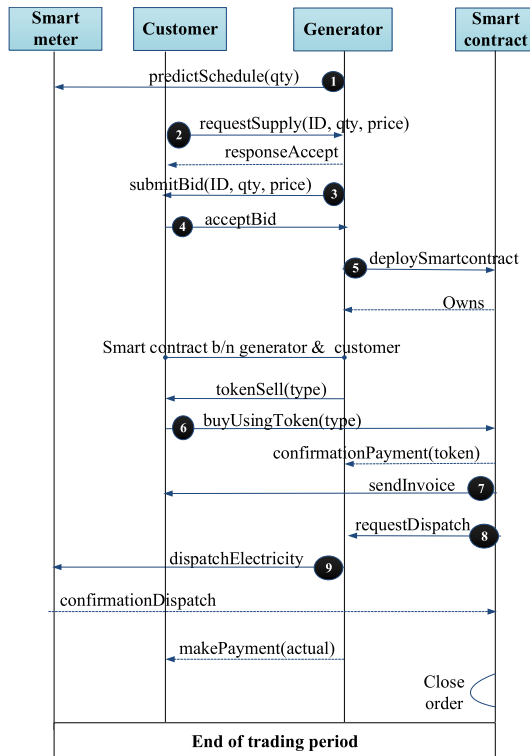 Smart
meter
Customer
Generator
Smart
contract
predictSchedule(qty)
1
2
requestSupply(ID, qty, price)
responseAccept
submitBid(ID, qty, price)
3
4
acceptBid
5
deploySmartcontract
Owns
Smart contract b/n generator & customer
tokenSell(type)
6
buyUsingToken(type)
confirmationPayment(token)
sendInvoice
7
requestDispatch
8
dispatchElectricity
9
confirmationDispatch
makePayment(actual)
Close
order
End of trading period